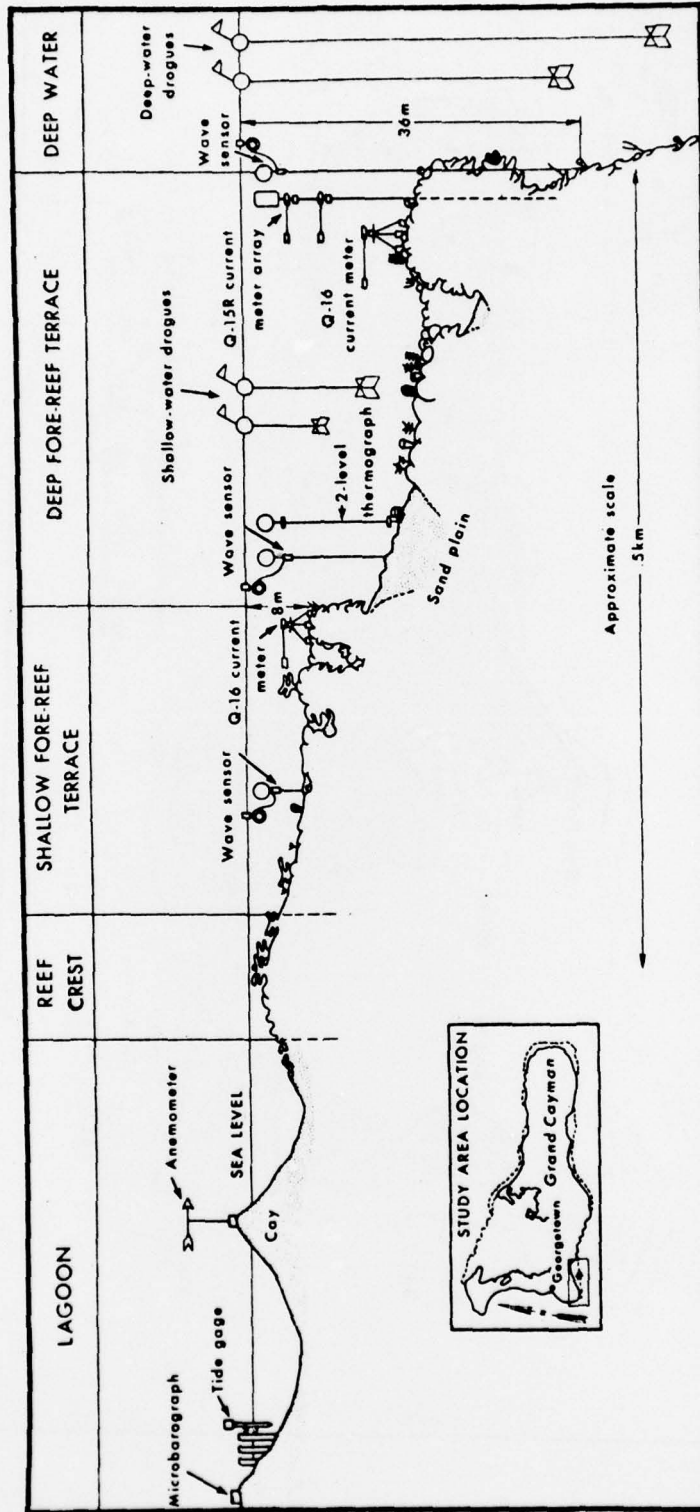 LAGOON
REEF
CREST
SHALLOW FORE-REEF
TERRACE
DEEP FORE-REEF TERRACE
DEEP WATER
Microbarograph
Tide gage
Anemometer
SEA LEVEL
Cay
Wave sensor
Q-16 current
meter
8m
Wave sensor
2-level
thermograph
Sand plain
Shallow-water drogues
Q-15R current
meter array
Q-16
current meter
Wave
sensor
Deep-water
drogues
36m
Approximate scale
.5km
STUDY AREA LOCATION
Georgetown
Grand Cayman